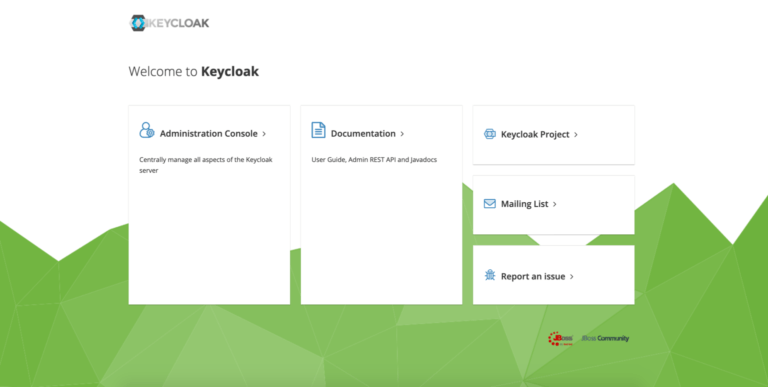 KEYCLOAK
Welcome to Keycloak
Administration Console
Centrally manage all aspects of the Keycloak
server
Documentation
User Guide, Admin REST API and Javadocs
Keycloak Project
Mailing List
Report an issue
JBoss
JBoss Community